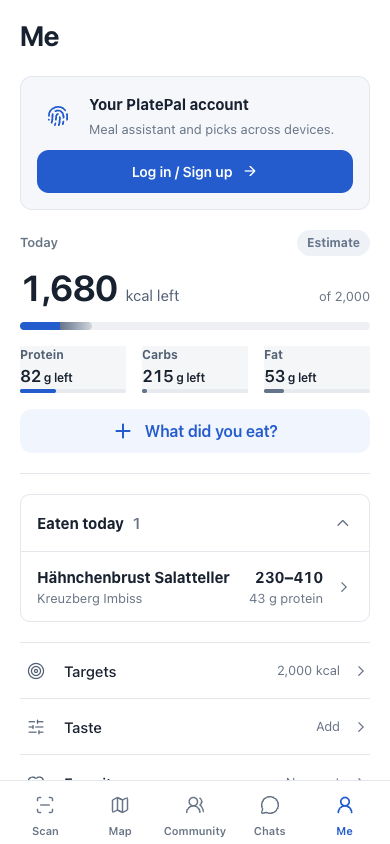 Me
Your PlatePal account
Meal assistant and picks across devices.
Log in / Sign up
Today
Estimate
1,680 kcal left
of 2,000
Protein
82 g left
Carbs
215 g left
Fat
53 g left
What did you eat?
Eaten today 1
Hähnchenbrust Salatteller 230–410
Kreuzberg Imbiss 43 g protein
Targets 2,000 kcal
Taste Add
Scan
Map
Community
Chats
Me